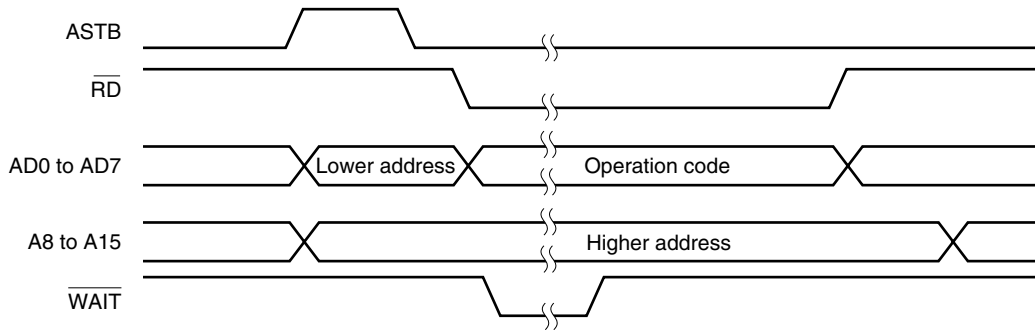 ASTB
RD
AD0 to AD7 Lower address Operation code
A8 to A15 Higher address
WAIT